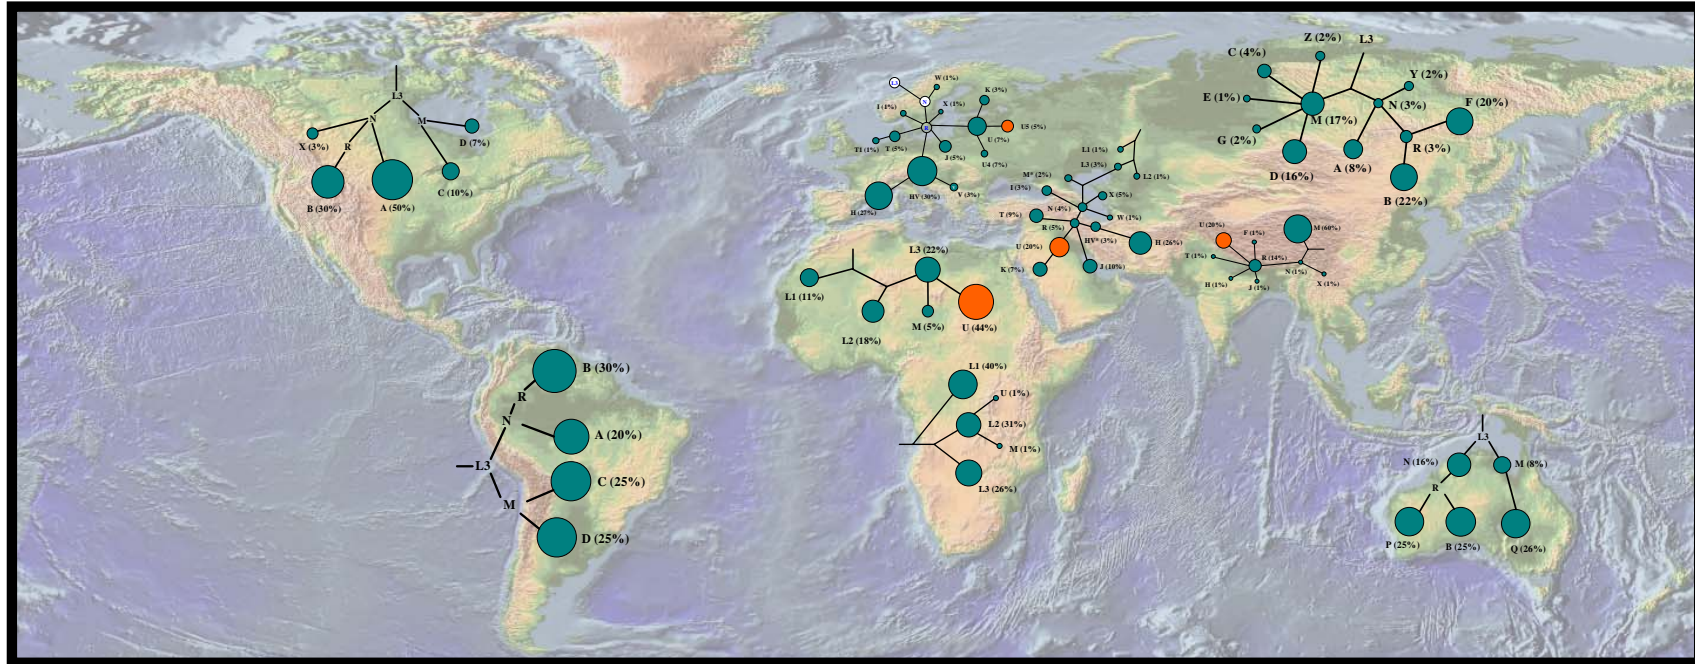 L3
N
M
X (3%)
R
D (7%)
B (30%)
A (50%)
C (10%)
B (30%)
R
N
A (20%)
L3
C (25%)
M
D (25%)
L3
W (1%)
N
K (3%)
I (1%)
X (1%)
R
U5 (5%)
U (7%)
T1 (1%)
T (5%)
J (5%)
U4 (7%)
V (3%)
HV (30%)
H (27%)
L1 (1%)
L3 (3%)
L2 (1%)
M* (2%)
I (3%)
X (5%)
N (4%)
T (9%)
W (1%)
R (5%)
HV* (3%)
H (26%)
U (20%)
K (7%)
J (10%)
L3 (22%)
L1 (11%)
L2 (18%)
M (5%)
U (44%)
L1 (40%)
U (1%)
L2 (31%)
M (1%)
L3 (26%)
Z (2%)
L3
C (4%)
Y (2%)
E (1%)
M (17%)
N (3%)
F (20%)
G (2%)
R (3%)
D (16%)
A (8%)
B (22%)
U (20%)
F (1%)
M (60%)
T (1%)
R (14%)
N (1%)
H (1%)
J (1%)
X (1%)
L3
N (16%)
M (8%)
R
P (25%)
B (25%)
Q (26%)